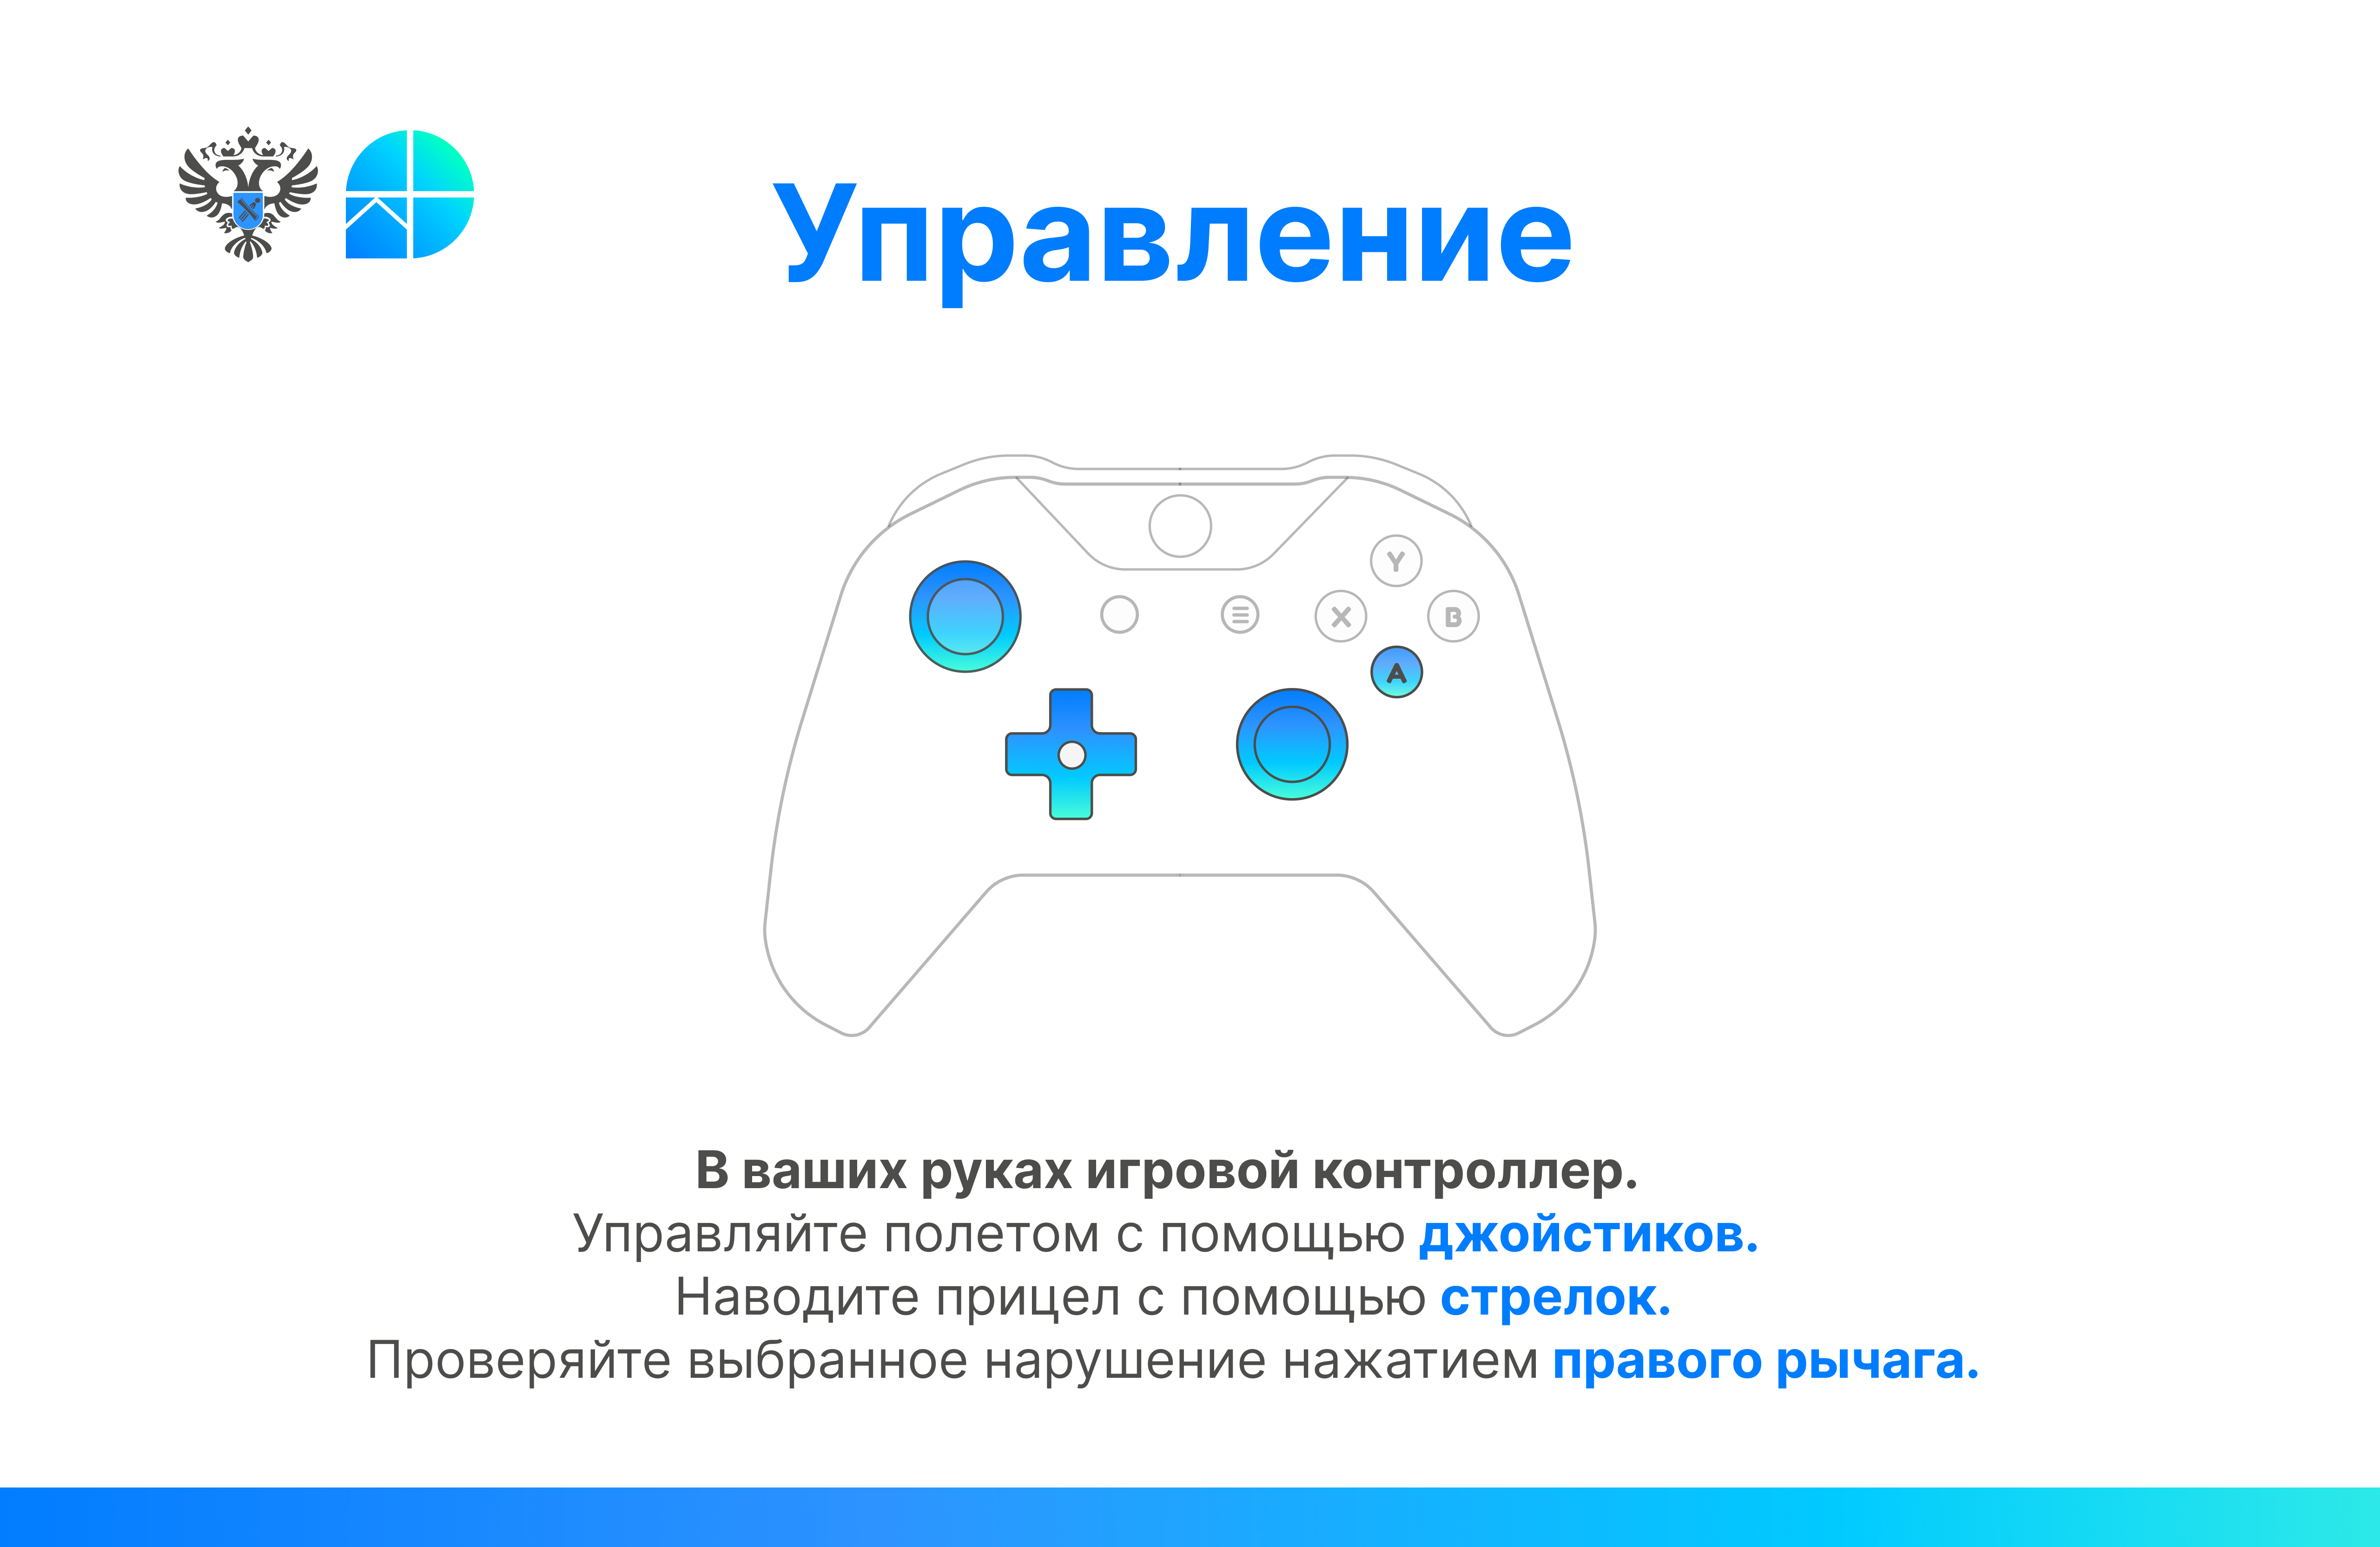 Управление
Y
X
B
A
В ваших руках игровой контроллер.
Управляйте полетом с помощью джойстиков.
Наводите прицел с помощью стрелок.
Проверяйте выбранное нарушение нажатием правого рычага.